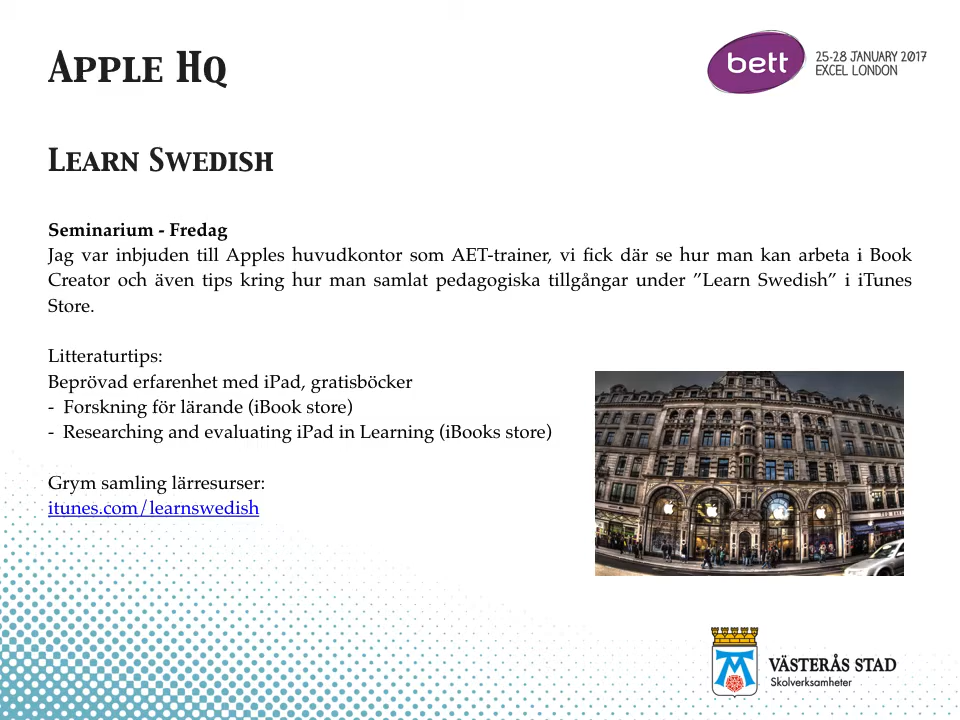 Apple Hq
bett
25-28 JANUARY 2017
EXCEL LONDON
Learn Swedish
Seminarium - Fredag
Jag var inbjuden till Apples huvudkontor som AET-trainer, vi fick där se hur man kan arbeta i Book
Creator och även tips kring hur man samlat pedagogiska tillgångar under ”Learn Swedish” i iTunes
Store.
Litteraturtips:
Beprövad erfarenhet med iPad, gratisböcker
- Forskning för lärande (iBook store)
- Researching and evaluating iPad in Learning (iBooks store)
Grym samling lärresurser:
itunes.com/learnswedish
VÄSTERÅS STAD
Skolverksamheter